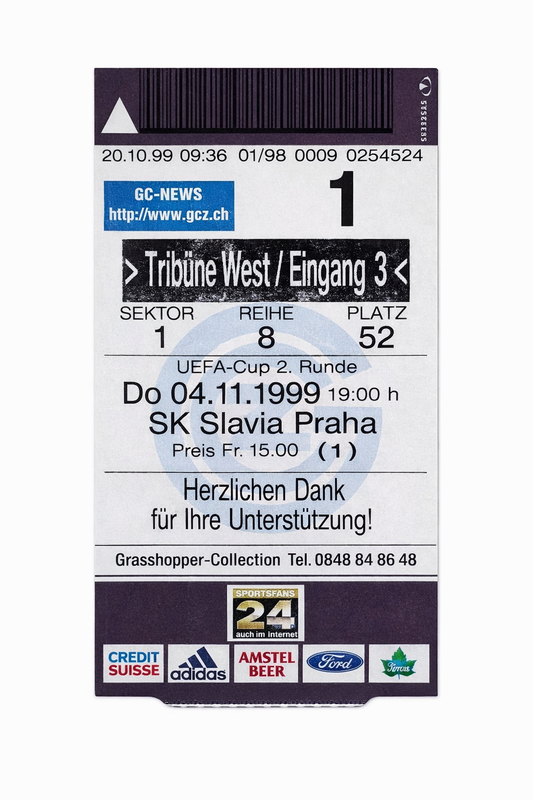 20.10.99 09:36 01/98 0009 0254524
GC-NEWS
http://www.gcz.ch
1
> Tribüne West / Eingang 3 <
SEKTOR REIHE PLATZ
1 8 52
UEFA-Cup 2. Runde
Do 04.11.1999 19:00 h
SK Slavia Praha
Preis Fr. 15.00 (1)
Herzlichen Dank
für Ihre Unterstützung!
Grasshopper-Collection Tel. 0848 84 86 48
SPORTSFANS
24
auch im Internet
CREDIT SUISSE
adidas
AMSTEL BEER
Ford